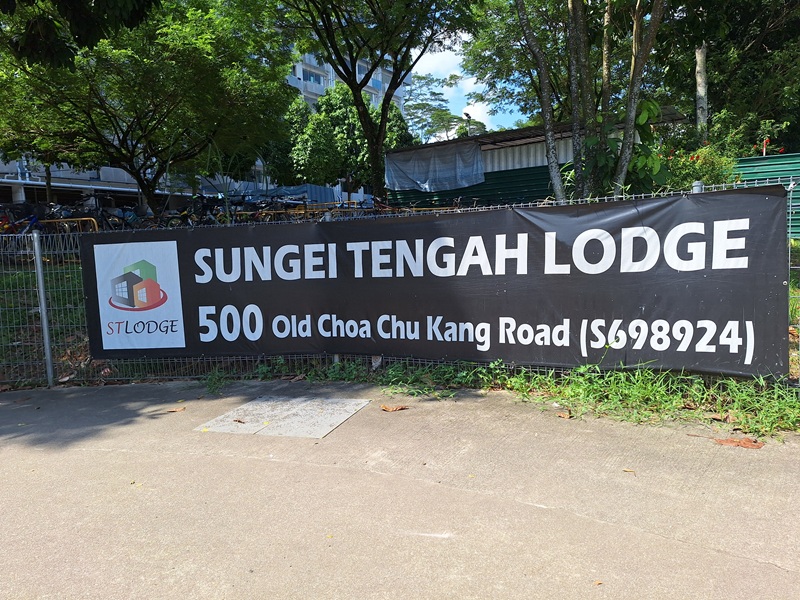 SUNGEI TENGAH LODGE
STLODGE
500 Old Choa Chu Kang Road (S698924)